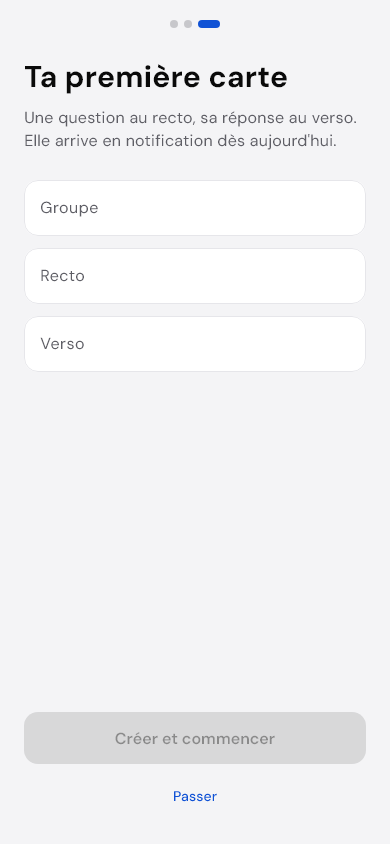 Ta première carte
Une question au recto, sa réponse au verso.
Elle arrive en notification dès aujourd'hui.
Groupe
Recto
Verso
Créer et commencer
Passer